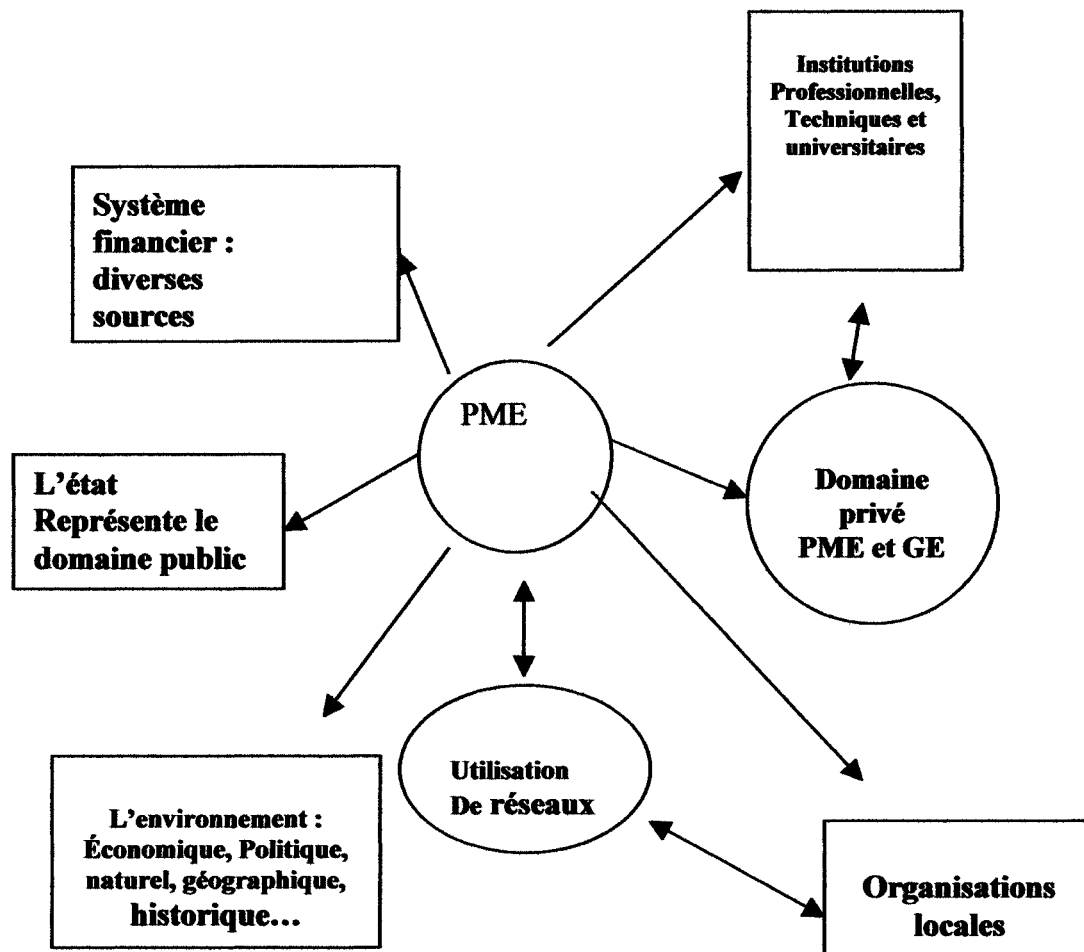 Institutions
Professionnelles,
Techniques et
universitaires
Système
financier :
diverses
sources
PME
L'état
Représente le
domaine public
Domaine
privé
PME et GE
Utilisation
De réseaux
L'environnement :
Économique, Politique,
naturel, géographique,
historique...
Organisations
locales